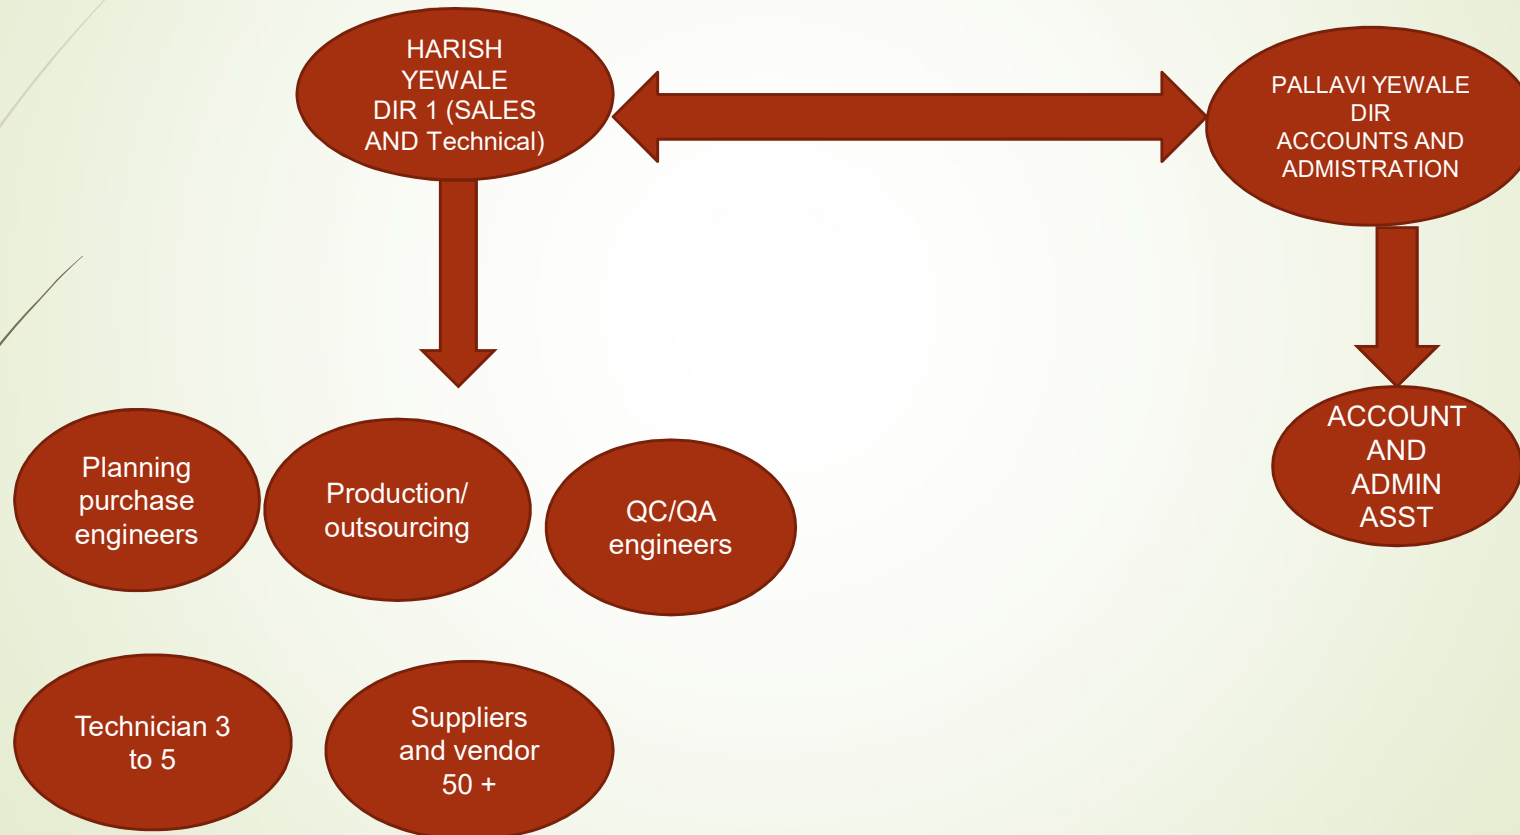 HARISH
YEWALE
DIR 1 (SALES
AND Technical)
PALLAVI YEWALE
DIR
ACCOUNTS AND
ADMISTRATION
Planning
purchase
engineers
Production/
outsourcing
QC/QA
engineers
ACCOUNT
AND
ADMIN
ASST
Technician 3
to 5
Suppliers
and vendor
50 +